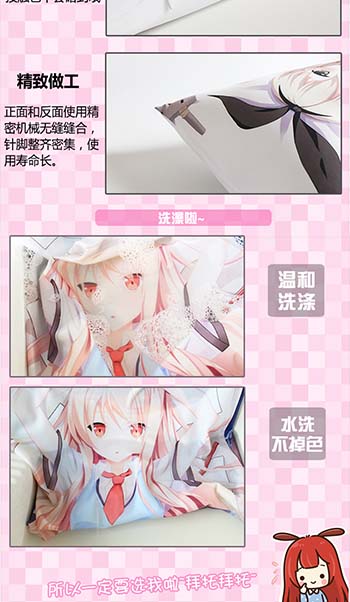 精致做工
正面和反面使用精
密机械无缝缝合，
针脚整齐密集，使
用寿命长。
洗漂啦~
温和
洗涤
水洗
不掉色
所以一定要选我啦~拜托拜托~